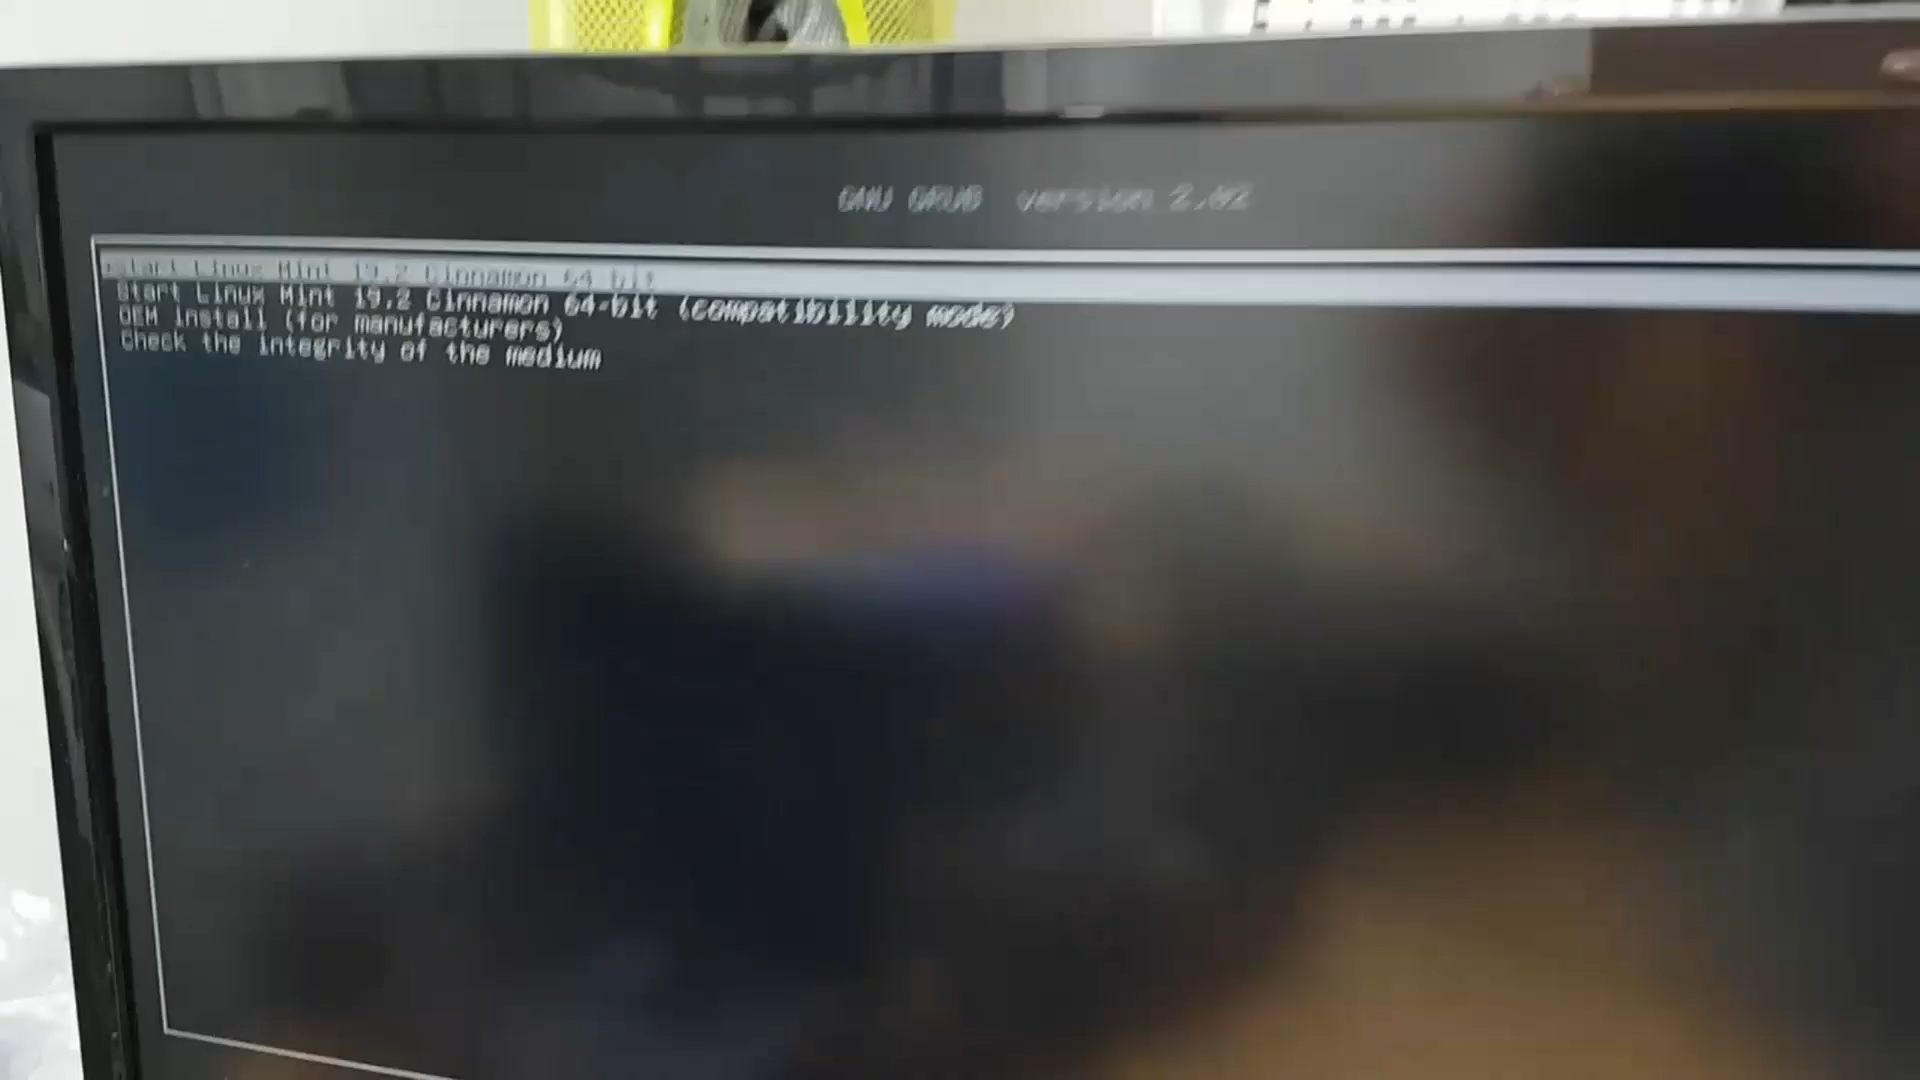 GNU GRUB version 2.02
Start Linux Mint 19.2 Cinnamon 64-bit
Start Linux Mint 19.2 Cinnamon 64-bit (compatibility mode)
OEM install (for manufacturers)
Check the integrity of the medium